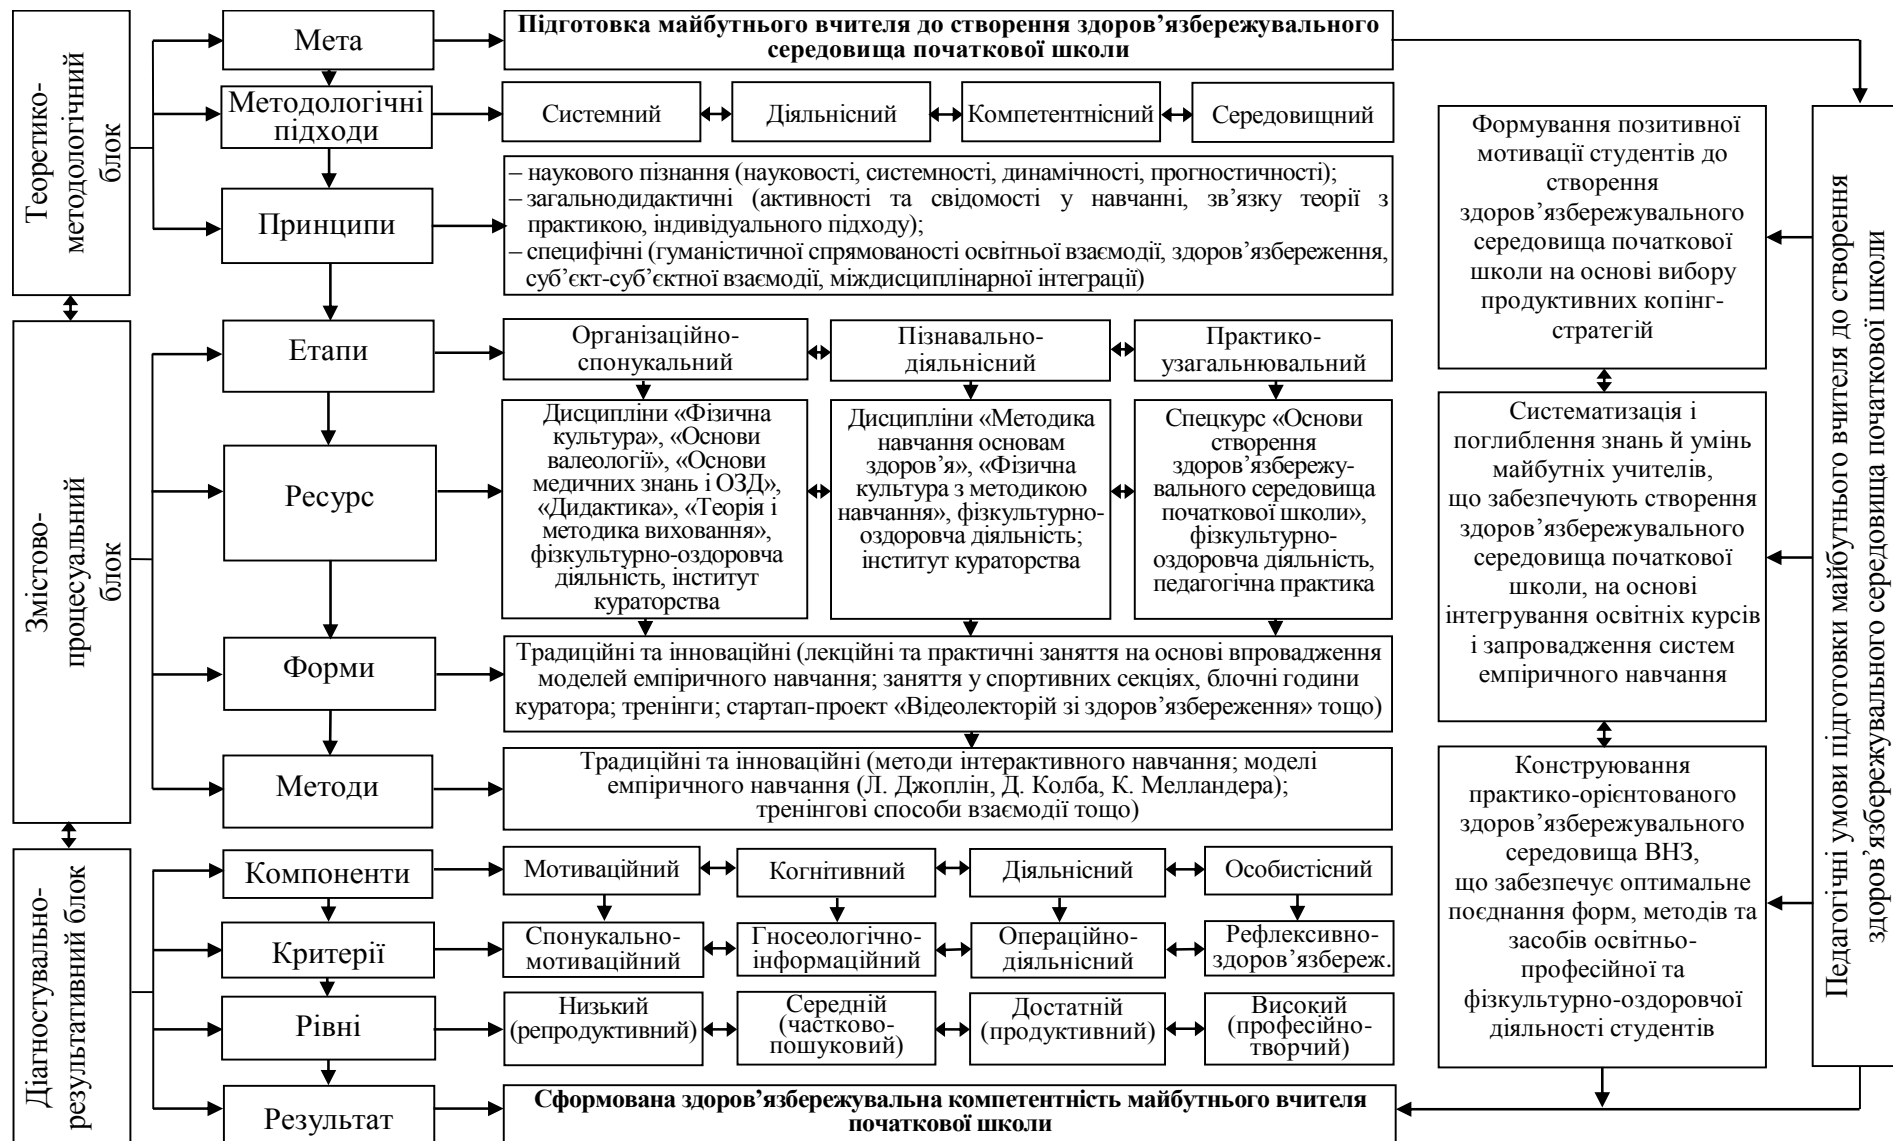 Теоретико-
методологічний
блок
Мета
Підготовка майбутнього вчителя до створення здоров’язбережувального
середовища початкової школи
Методологічні
підходи
Системний
Діяльнісний
Компетентнісний
Середовищний
Принципи
– наукового пізнання (науковості, системності, динамічності, прогностичності);
– загальнодидактичні (активності та свідомості у навчанні, зв’язку теорії з
практикою, індивідуального підходу);
– специфічні (гуманістичної спрямованості освітньої взаємодії, здоров’язбереження,
суб’єкт-суб’єктної взаємодії, міждисциплінарної інтеграції)
Змістово-
процесуальний
блок
Етапи
Організаційно-
спонукальний
Пізнавально-
діяльнісний
Практико-
узагальнювальний
Ресурс
Дисципліни «Фізична
культура», «Основи
валеології», «Основи
медичних знань і ОЗД»,
«Дидактика», «Теорія і
методика виховання»,
фізкультурно-оздоровча
діяльність, інститут
кураторства
Дисципліни «Методика
навчання основам
здоров’я», «Фізична
культура з методикою
навчання», фізкультурно-
оздоровча діяльність;
інститут кураторства
Спецкурс «Основи
створення
здоров’язбережу-
вального середовища
початкової школи»,
фізкультурно-
оздоровча діяльність,
педагогічна практика
Форми
Традиційні та інноваційні (лекційні та практичні заняття на основі впровадження
моделей емпіричного навчання; заняття у спортивних секціях, блочні години
куратора; тренінги; стартап-проект «Відеолекторій зі здоров’язбереження» тощо)
Методи
Традиційні та інноваційні (методи інтерактивного навчання; моделі
емпіричного навчання (Л. Джоплін, Д. Колба, К. Мелландера);
тренінгові способи взаємодії тощо)
Діагностувально-
результативний блок
Компоненти
Мотиваційний
Когнітивний
Діяльнісний
Особистісний
Критерії
Спонукально-
мотиваційний
Гносеологічно-
інформаційний
Операційно-
діяльнісний
Рефлексивно-
здоров’язбереж.
Рівні
Низький
(репродуктивний)
Середній
(частково-
пошуковий)
Достатній
(продуктивний)
Високий
(професійно-
творчий)
Результат
Сформована здоров’язбережувальна компетентність майбутнього вчителя
початкової школи
Формування позитивної
мотивації студентів до
створення
здоров’язбережувального
середовища початкової
школи на основі вибору
продуктивних копінг-
стратегій
Систематизація і
поглиблення знань й умінь
майбутніх учителів,
що забезпечують створення
здоров’язбережувального
середовища початкової
школи, на основі
інтегрування освітніх курсів
і запровадження систем
емпіричного навчання
Конструювання
практико-орієнтованого
здоров’язбережувального
середовища ВНЗ,
що забезпечує оптимальне
поєднання форм, методів та
засобів освітньо-
професійної та
фізкультурно-оздоровчої
діяльності студентів
Педагогічні умови підготовки майбутнього вчителя до створення
здоров’язбережувального середовища початкової школи